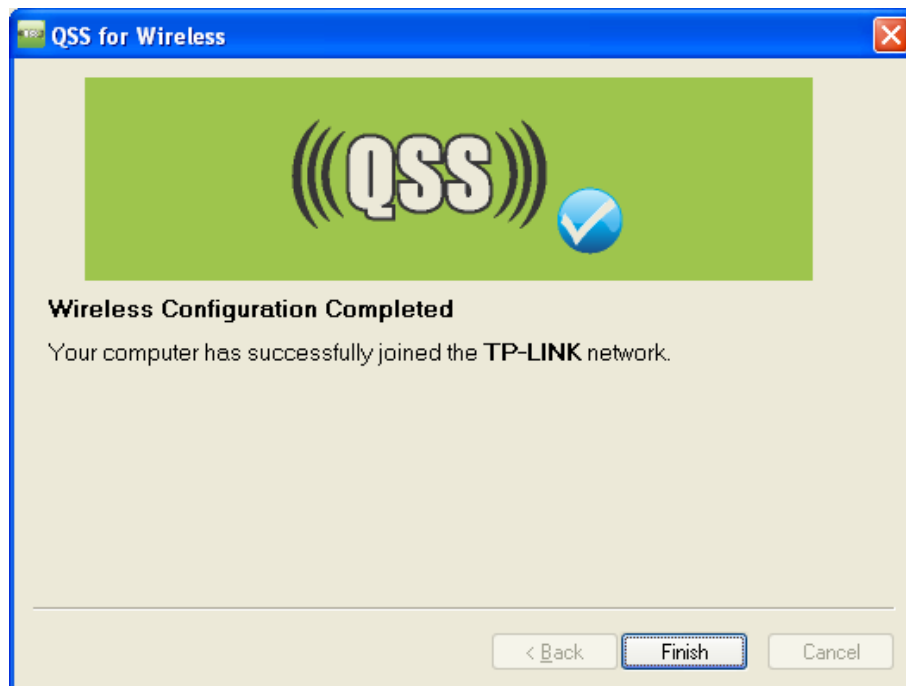 QSS for Wireless
(((QSS)))
Wireless Configuration Completed
Your computer has successfully joined the TP-LINK network.
< Back
Finish
Cancel